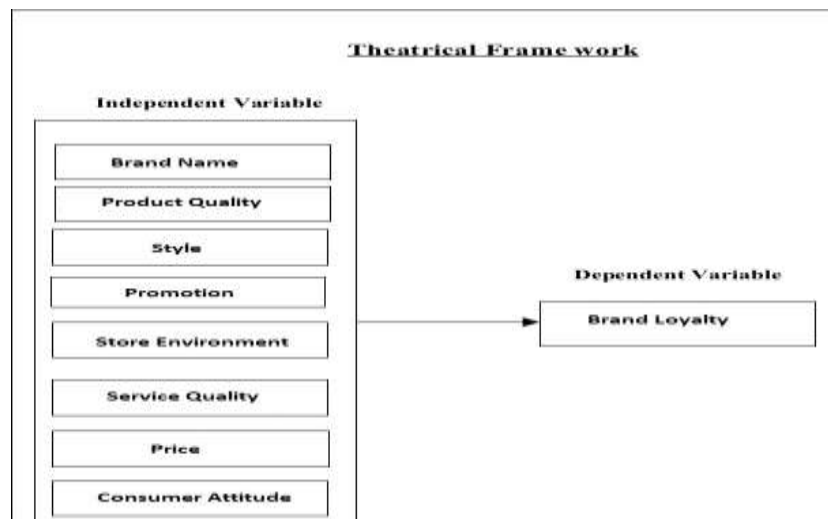 Theatrical Frame work
Independent Variable
Brand Name
Product Quality
Style
Promotion
Store Environment
Service Quality
Price
Consumer Attitude
Dependent Variable
Brand Loyalty